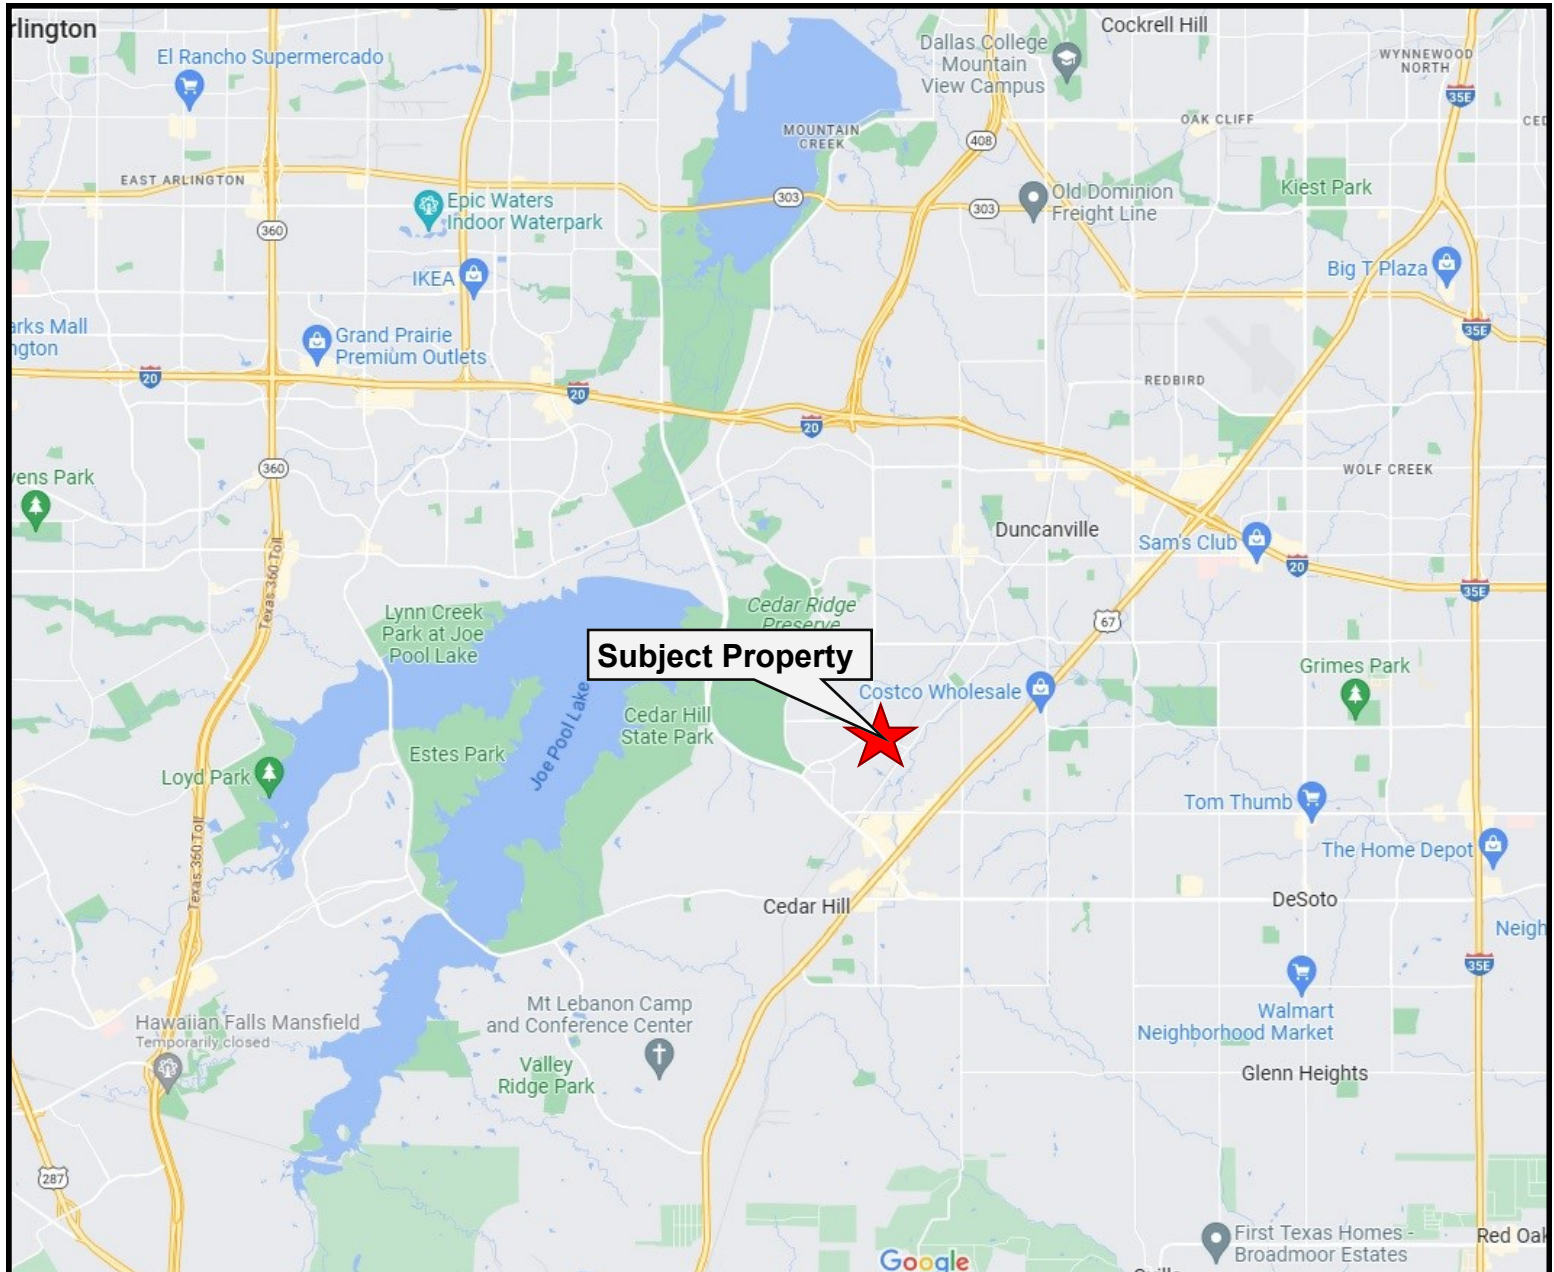 rlington
Cockrell Hill
El Rancho Supermercado
Dallas College
Mountain
View Campus
WYNNEWOOD
NORTH
35E
MOUNTAIN
CREEK
OAK CLIFF
CED
408
EAST ARLINGTON
Epic Waters
Indoor Waterpark
303
303
Old Dominion
Freight Line
Kiest Park
360
IKEA
Big T Plaza
arks Mall
ngton
Grand Prairie
Premium Outlets
35E
20
20
20
REDBIRD
360
WOLF CREEK
vens Park
Duncanville
Sam's Club
20
35E
Texas 360 Toll
Lynn Creek
Park at Joe
Pool Lake
Cedar Ridge
Preserve
67
Subject Property
Costco Wholesale
Grimes Park
Cedar Hill
State Park
Joe Pool Lake
Estes Park
Loyd Park
Tom Thumb
Texas 360 Toll
The Home Depot
Cedar Hill
DeSoto
Neigh
35E
Mt Lebanon Camp
and Conference Center
Walmart
Neighborhood Market
Hawaiian Falls Mansfield
Temporarily closed
Valley
Ridge Park
Glenn Heights
287
First Texas Homes -
Broadmoor Estates
Red Oak
Google